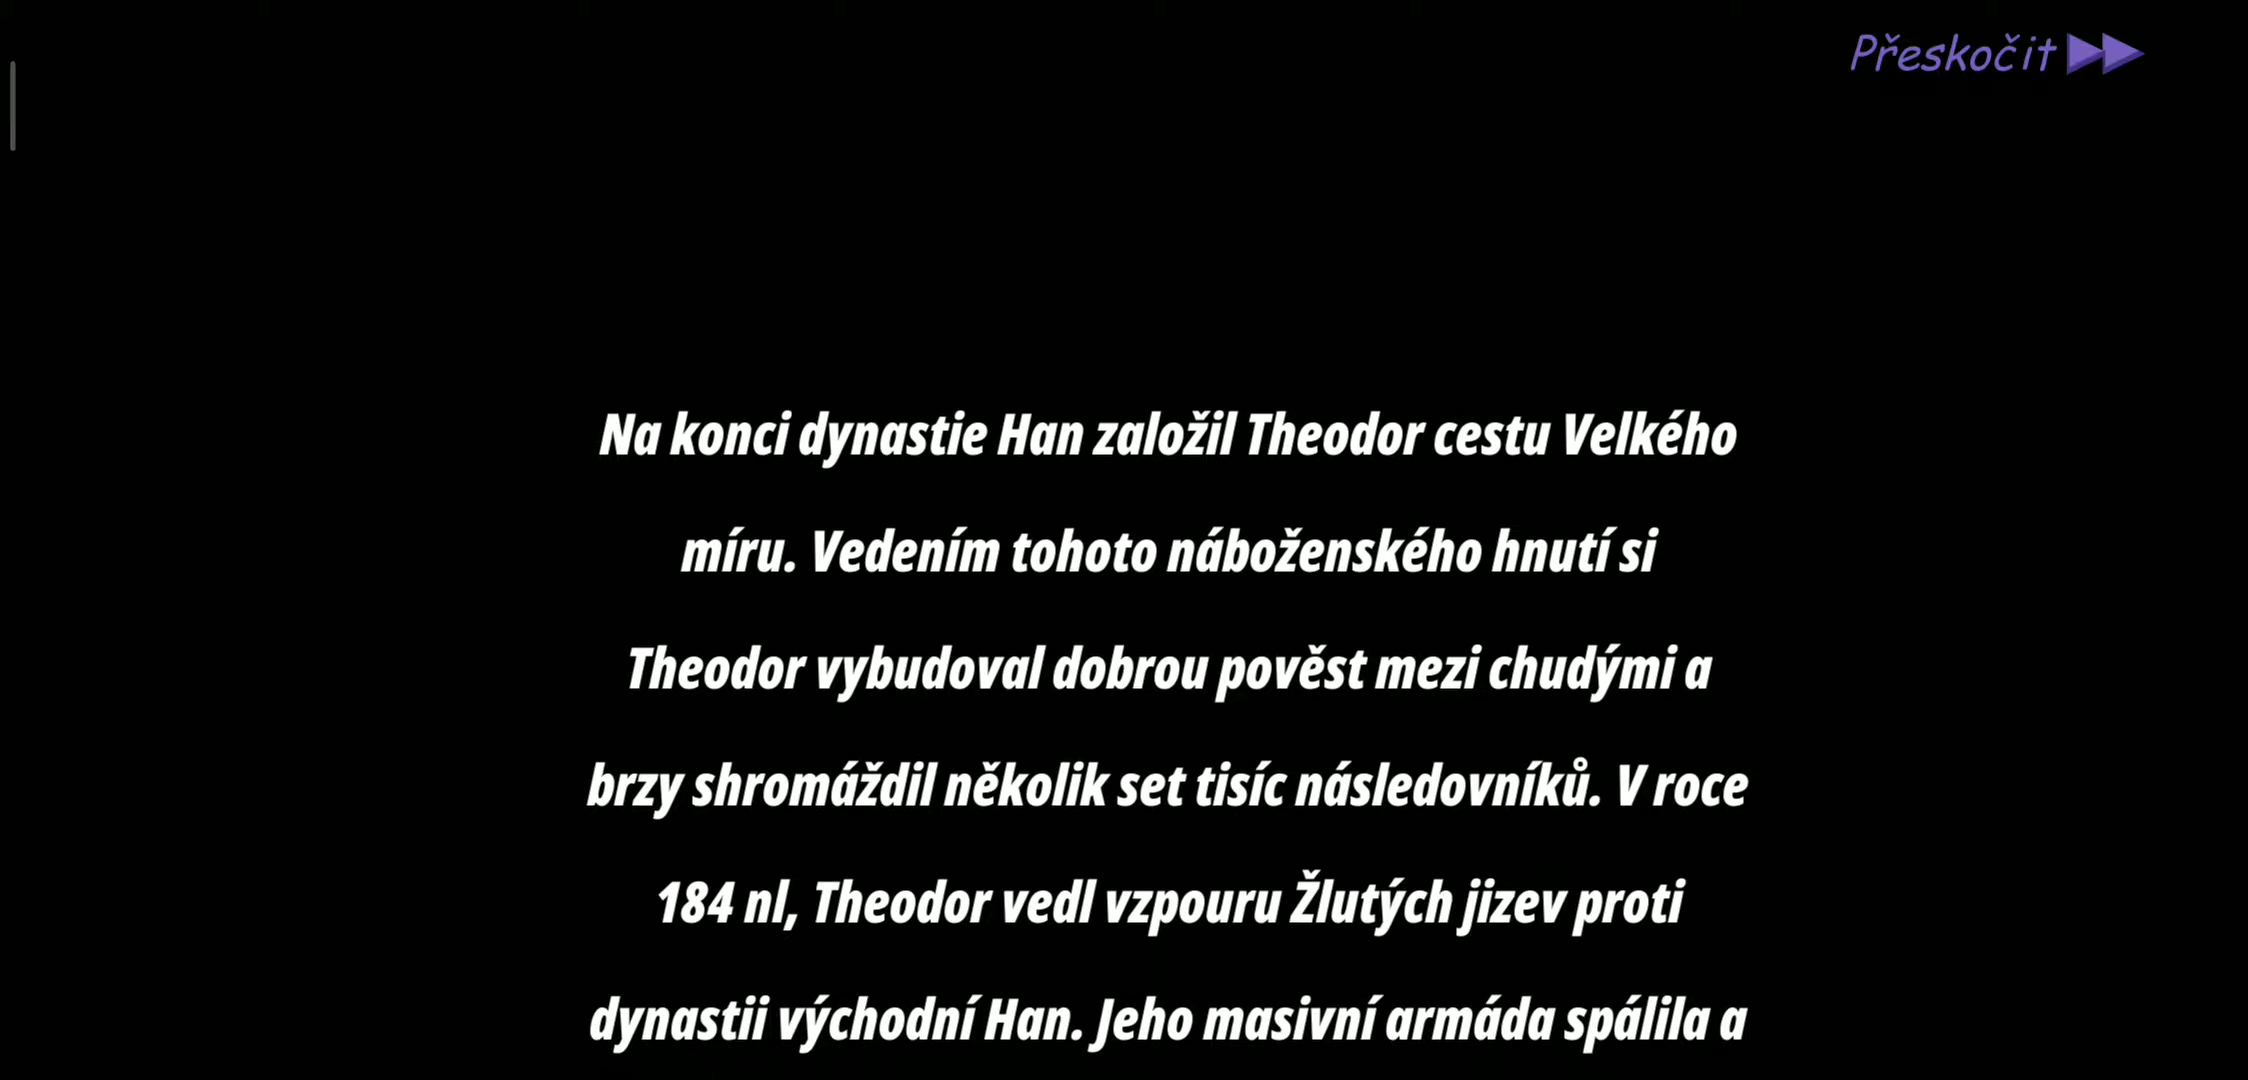 Přeskočit
Na konci dynastie Han založil Theodor cestu Velkého
míru. Vedením tohoto náboženského hnutí si
Theodor vybudoval dobrou pověst mezi chudými a
brzy shromáždil několik set tisíc následovníků. V roce
184 nl, Theodor vedl vzpouru Žlutých jizev proti
dynastii východní Han. Jeho masivní armáda spálila a